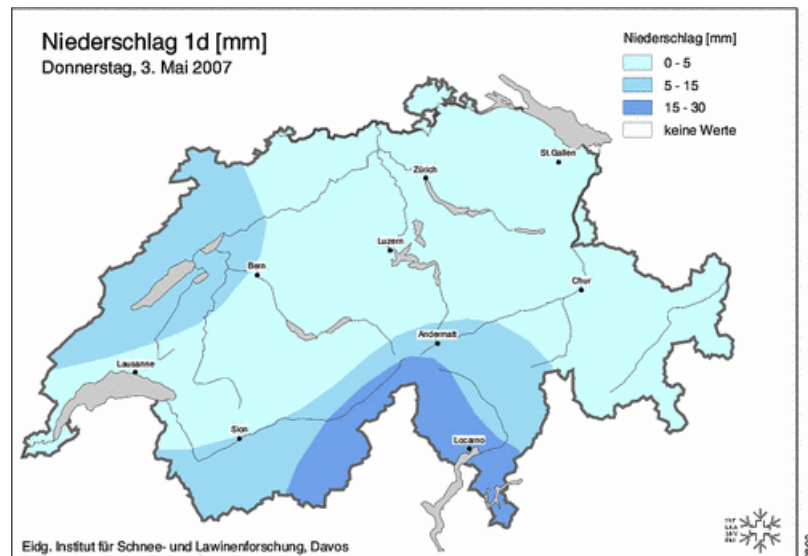 Niederschlag 1d [mm]
Donnerstag, 3. Mai 2007
Niederschlag [mm]
0 - 5
5 - 15
15 - 30
keine Werte
St.Gallen
Zürich
Luzern
Bern
Chur
Andermatt
Lausanne
Sion
Locarno
Eidg. Institut für Schnee- und Lawinenforschung, Davos